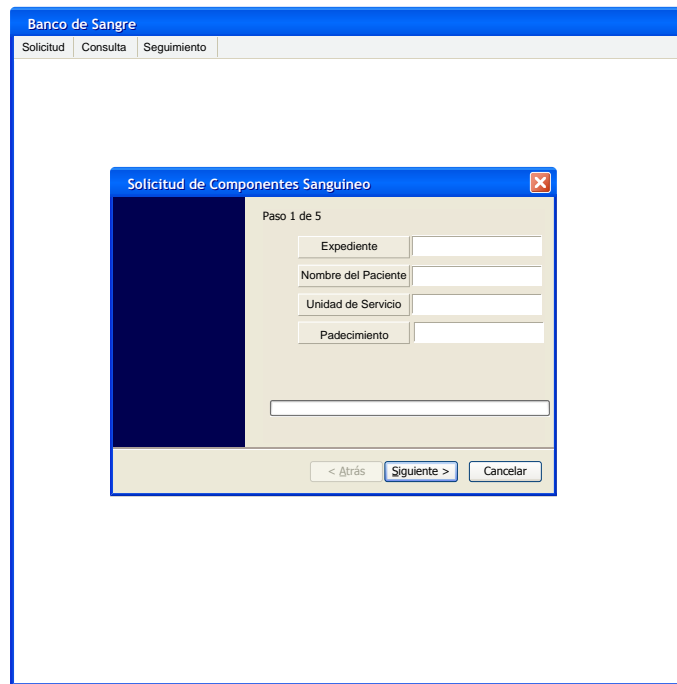 Banco de Sangre
Solicitud Consulta Seguimiento
Solicitud de Componentes Sanguineo
Paso 1 de 5
Expediente
Nombre del Paciente
Unidad de Servicio
Padecimiento
< Atrás Siguiente > Cancelar